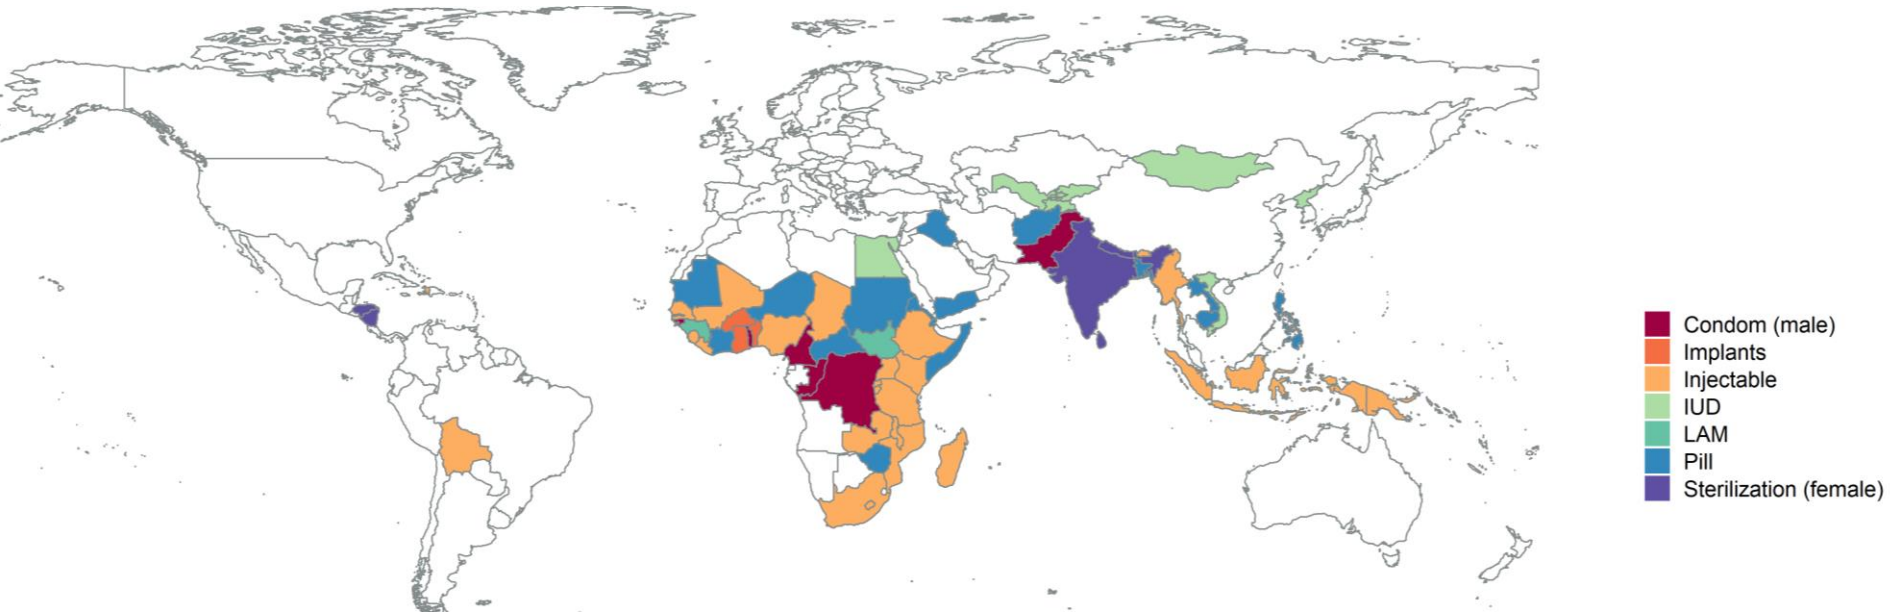 Condom (male)
Implants
Injectable
IUD
LAM
Pill
Sterilization (female)